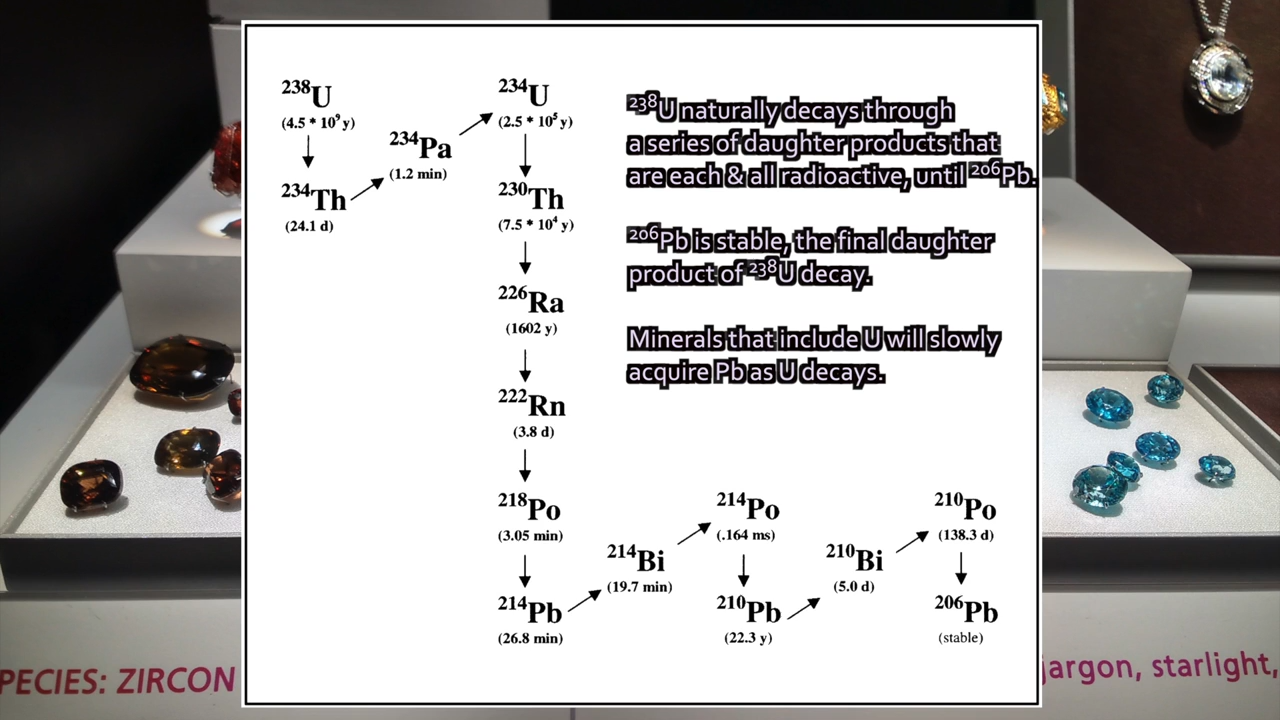 ²³⁸U
(4.5 * 10⁹ y)
²³⁴Th
(24.1 d)
²³⁴Pa
(1.2 min)
²³⁴U
(2.5 * 10⁵ y)
²³⁰Th
(7.5 * 10⁴ y)
²²⁶Ra
(1602 y)
²²²Rn
(3.8 d)
²¹⁸Po
(3.05 min)
²¹⁴Pb
(26.8 min)
²¹⁴Bi
(19.7 min)
²¹⁴Po
(.164 ms)
²¹⁰Pb
(22.3 y)
²¹⁰Bi
(5.0 d)
²¹⁰Po
(138.3 d)
²⁰⁶Pb
(stable)
²³⁸U naturally decays through
a series of daughter products that
are each & all radioactive, until ²⁰⁶Pb.
²⁰⁶Pb is stable, the final daughter
product of ²³⁸U decay.
Minerals that include U will slowly
acquire Pb as U decays.
PECIES: ZIRCON
jargon, starlight,